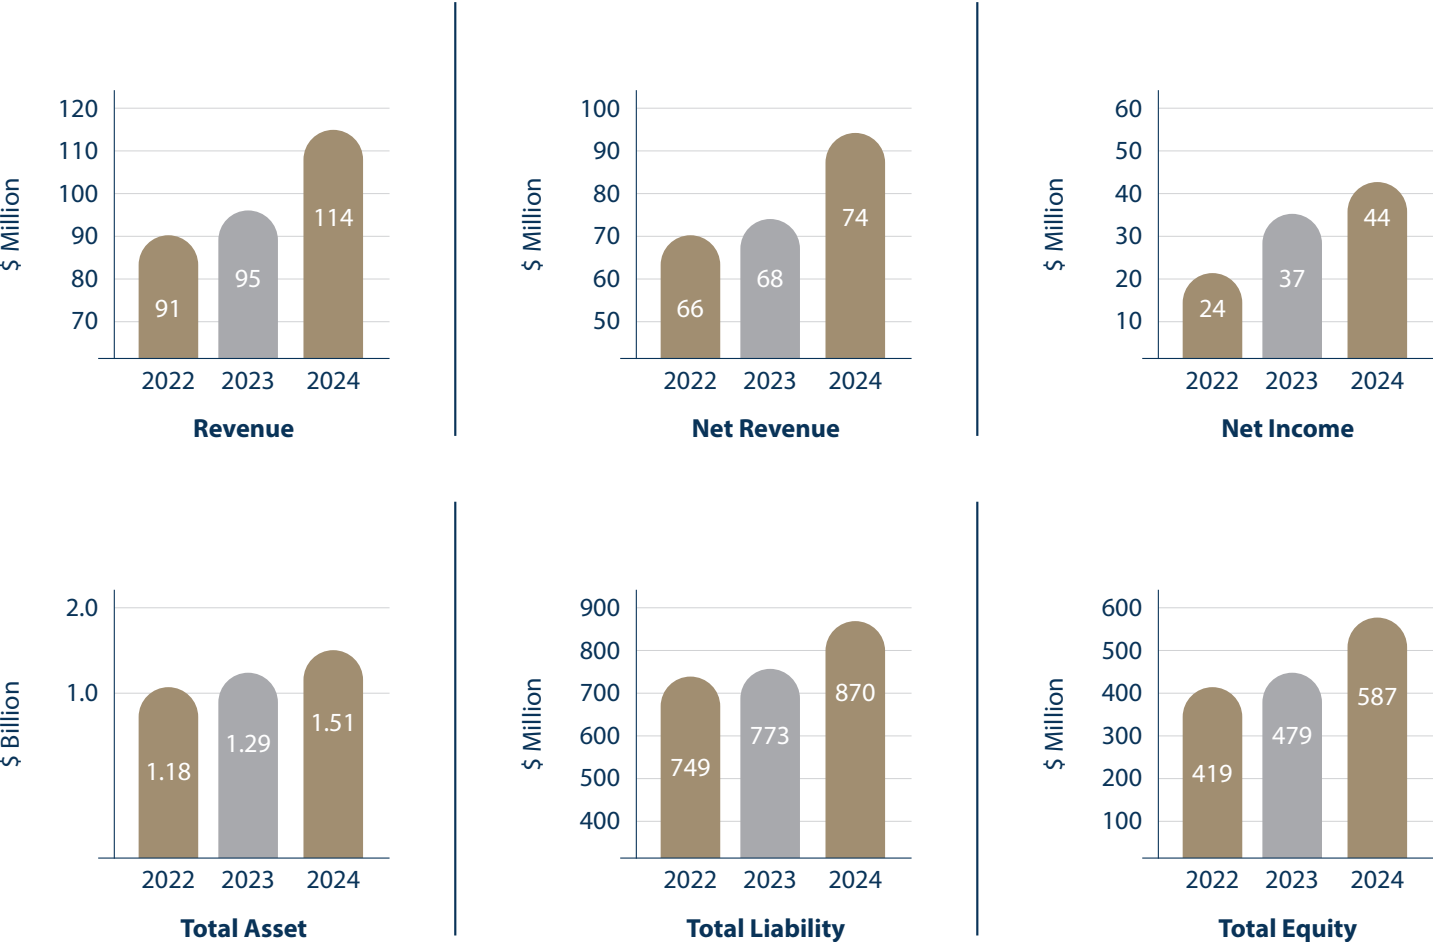 120
110
100
90
80
70
$ Million
91
95
114
2022 2023 2024
Revenue
100
90
80
70
60
50
$ Million
66
68
74
2022 2023 2024
Net Revenue
60
50
40
30
20
10
$ Million
24
37
44
2022 2023 2024
Net Income
2.0
1.0
$ Billion
1.18
1.29
1.51
2022 2023 2024
Total Asset
900
800
700
600
500
400
$ Million
749
773
870
2022 2023 2024
Total Liability
600
500
400
300
200
100
$ Million
419
479
587
2022 2023 2024
Total Equity